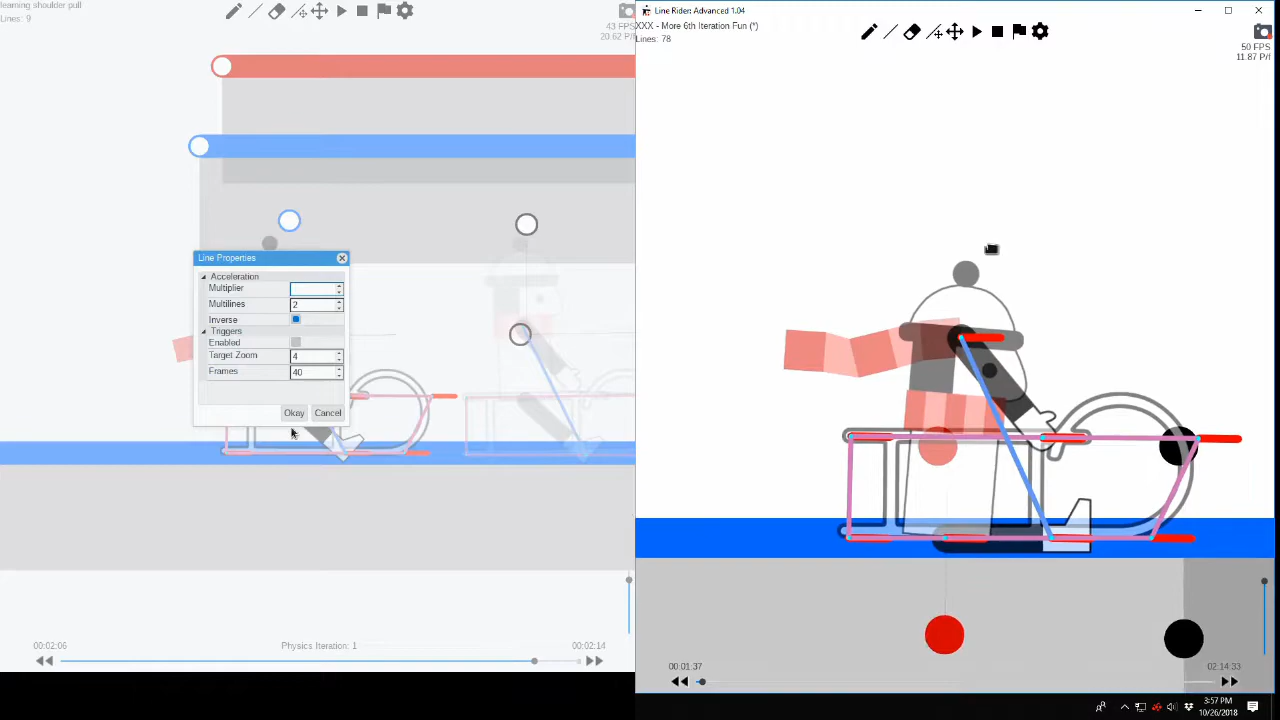 learning shoulder pull
Lines: 9
43 FPS
20.62 P/f
Line Properties
Acceleration
Multiplier
Multilines 2
Inverse
Triggers
Enabled
Target Zoom 4
Frames 40
Okay Cancel
00:02:06 Physics Iteration: 1 00:02:14
Line Rider: Advanced 1.04
XXX - More 6th Iteration Fun (*)
Lines: 78
50 FPS
11.87 P/f
00:01:37 02:14:33
3:57 PM
10/26/2018